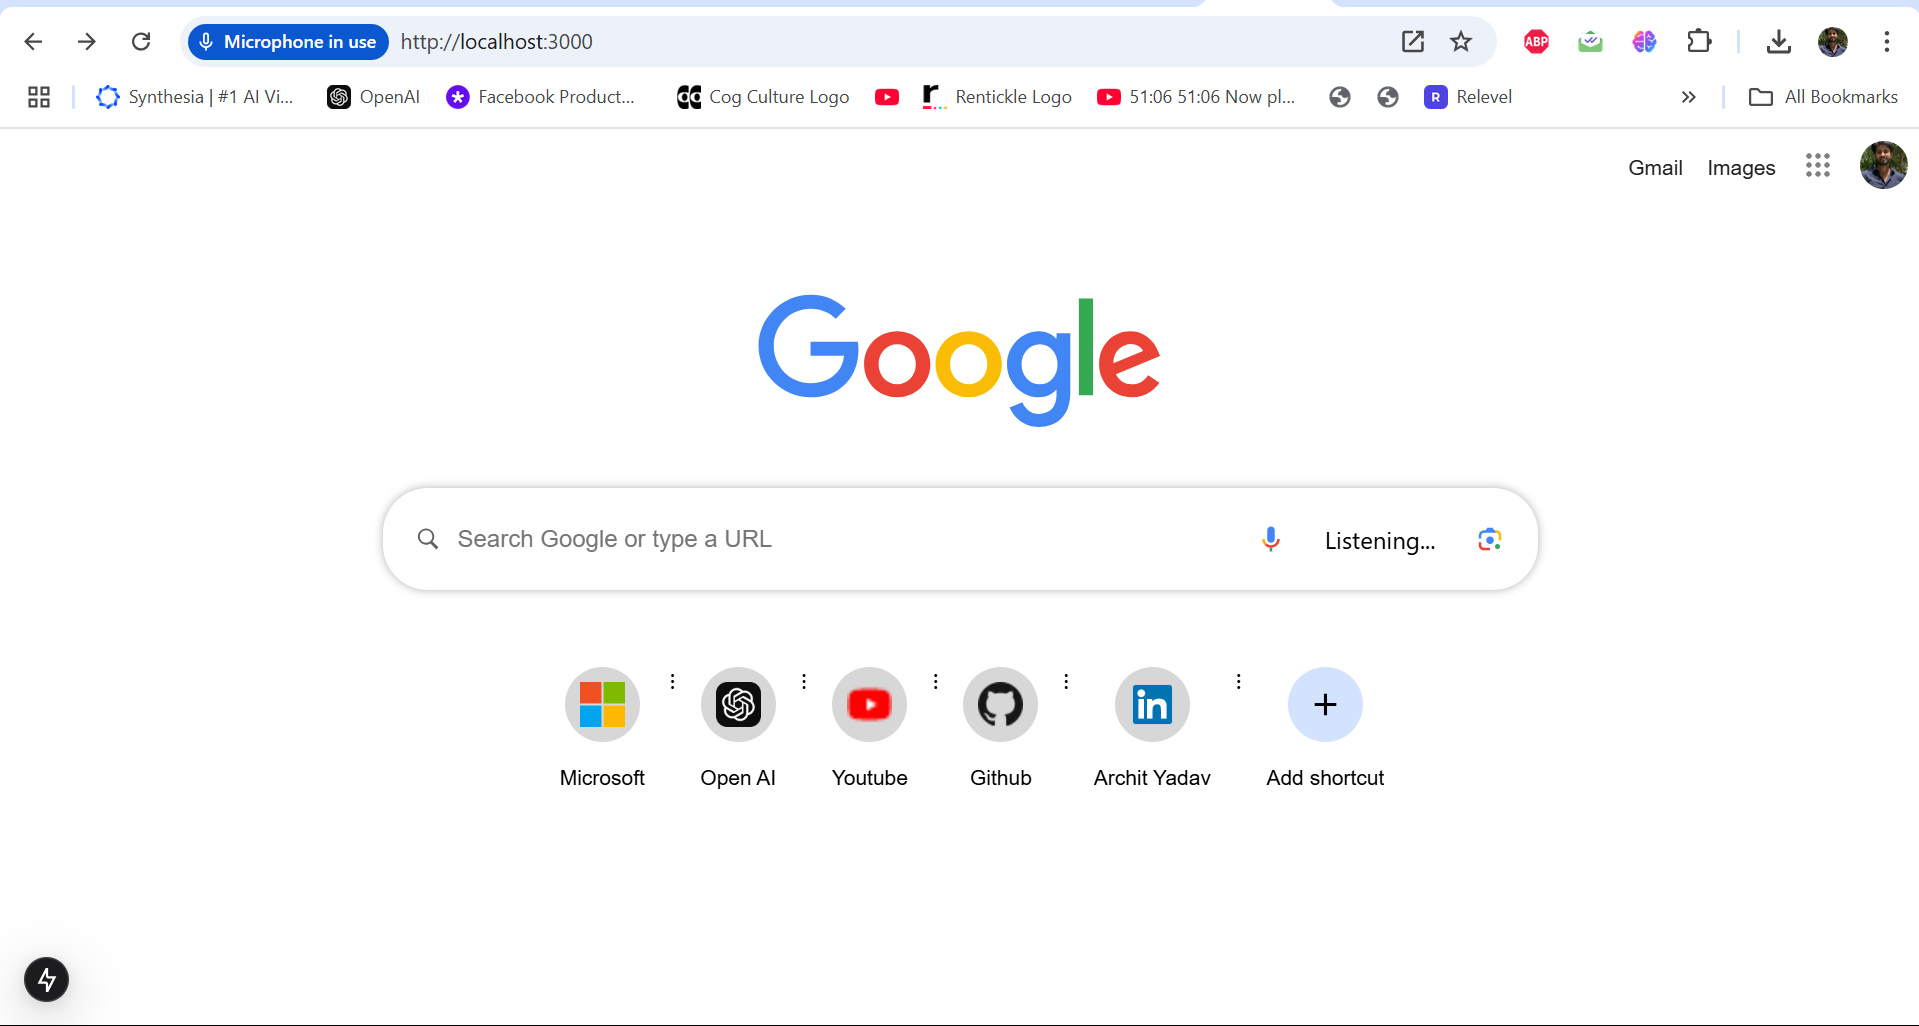 Microphone in use http://localhost:3000 ABP
Synthesia | #1 AI Vi... OpenAI Facebook Product... Cog Culture Logo Rentickle Logo 51:06 51:06 Now pl... R Relevel All Bookmarks
Gmail Images
Google
Search Google or type a URL Listening...
in
Microsoft Open AI Youtube Github Archit Yadav Add shortcut